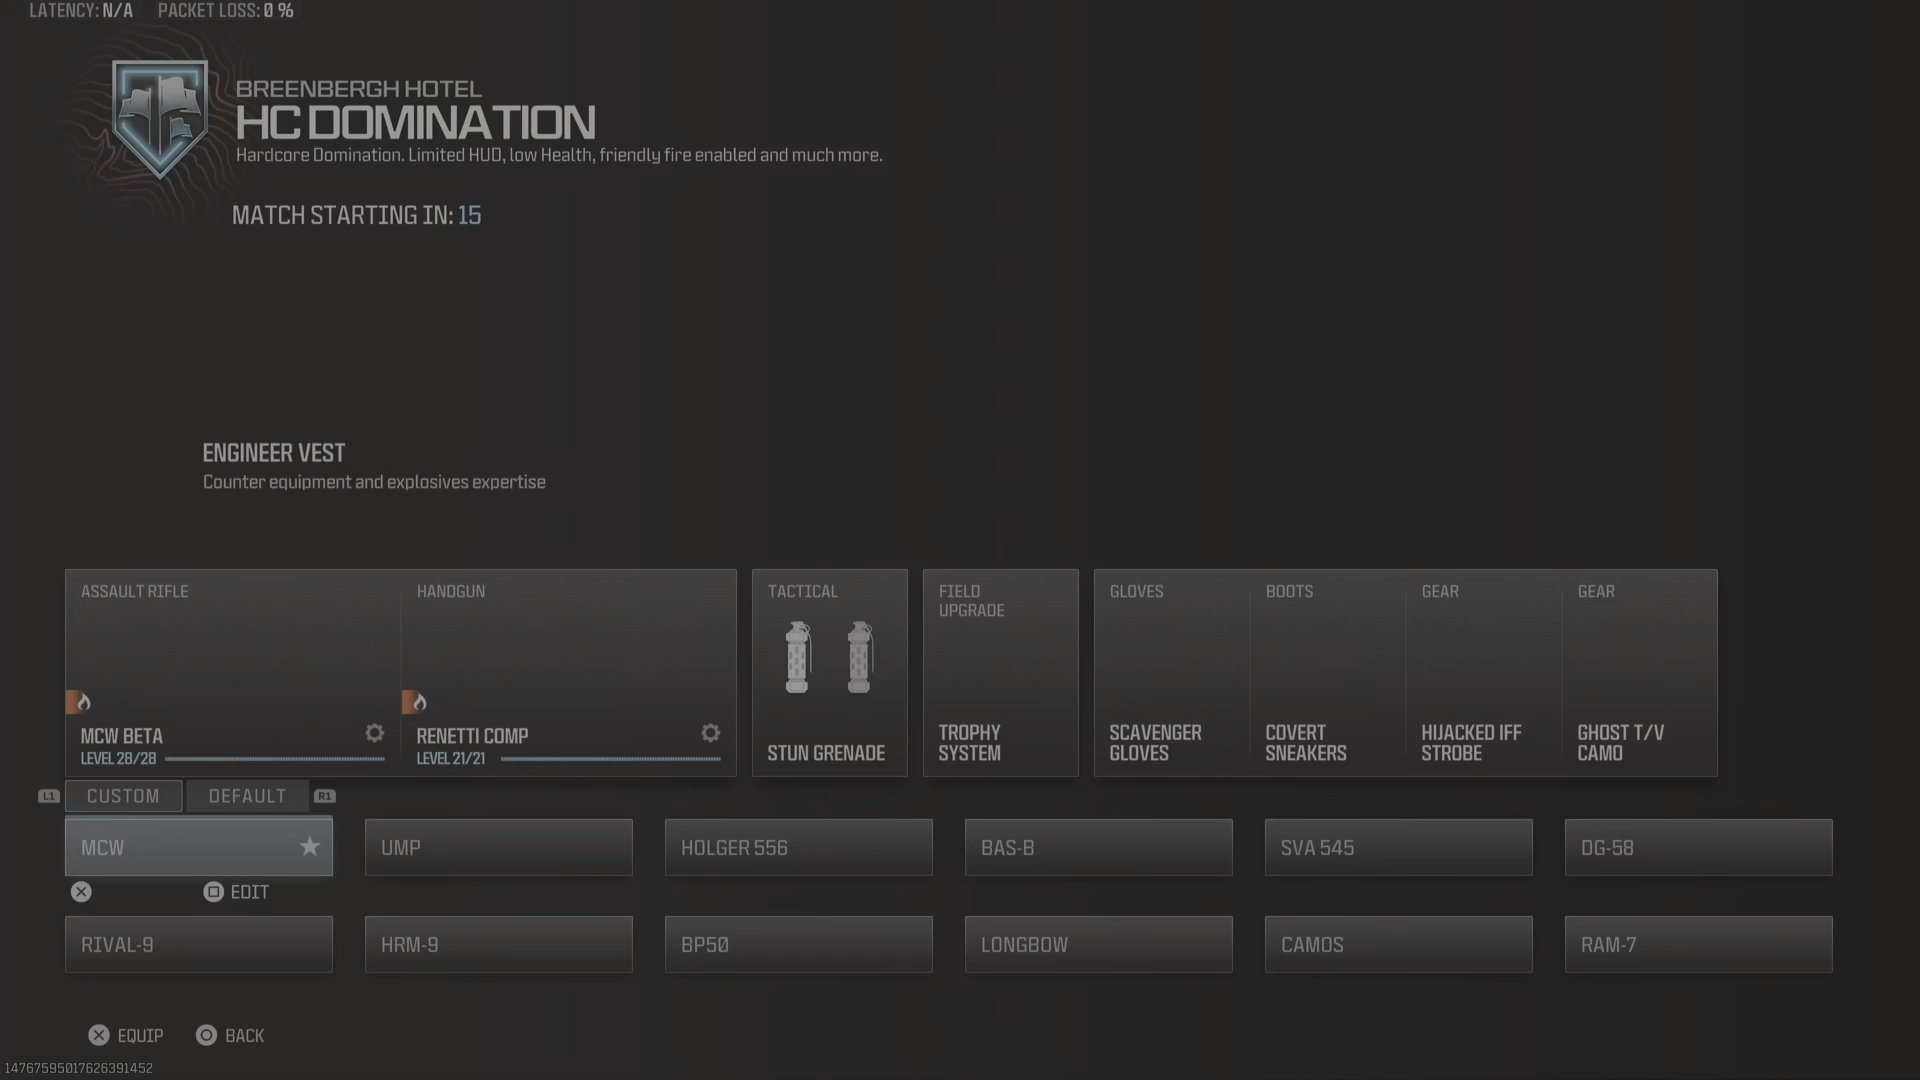 LATENCY: N/A PACKET LOSS: 0 %
BREENBERGH HOTEL
HC DOMINATION
Hardcore Domination. Limited HUD, low Health, friendly fire enabled and much more.
MATCH STARTING IN: 15
ENGINEER VEST
Counter equipment and explosives expertise
ASSAULT RIFLE
MCW BETA
LEVEL 28/28
HANDGUN
RENETTI COMP
LEVEL 21/21
TACTICAL
STUN GRENADE
FIELD
UPGRADE
TROPHY
SYSTEM
GLOVES
SCAVENGER
GLOVES
BOOTS
COVERT
SNEAKERS
GEAR
HIJACKED IFF
STROBE
GEAR
GHOST T/V
CAMO
L1 CUSTOM DEFAULT R1
MCW UMP HOLGER 556 BAS-B SVA 545 DG-58
EDIT
RIVAL-9 HRM-9 BP50 LONGBOW CAMOS RAM-7
EQUIP BACK
14767595017626391452